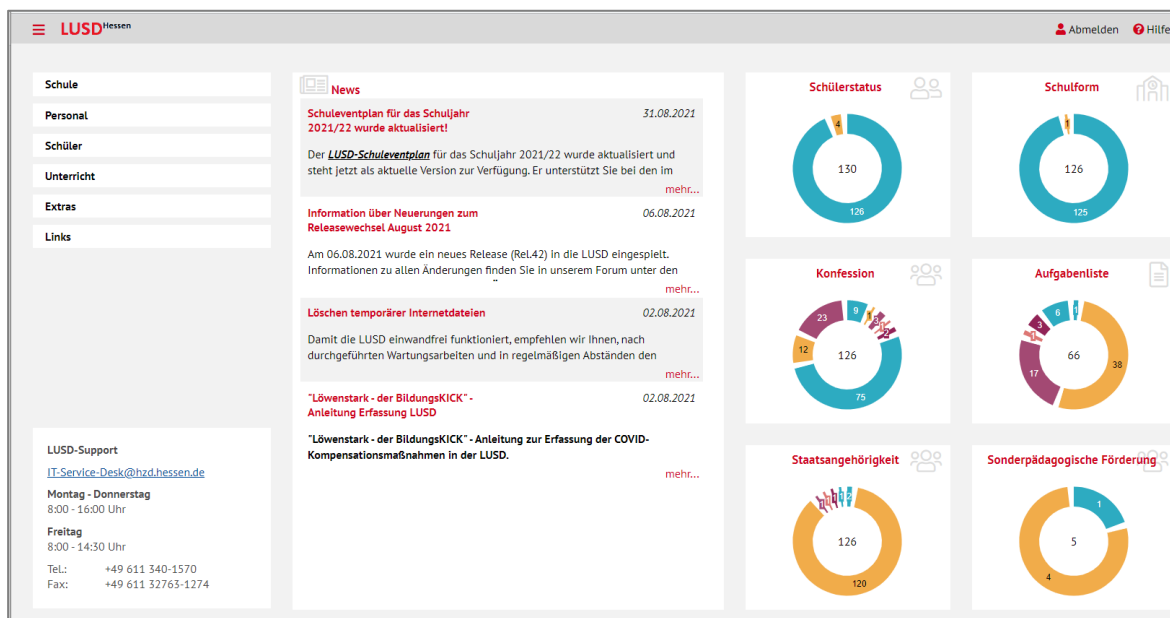 LUSD Hessen
Abmelden
Hilfe
Schule
Personal
Schüler
Unterricht
Extras
Links
LUSD-Support
IT-Service-Desk@hzd.hessen.de
Montag - Donnerstag
8:00 - 16:00 Uhr
Freitag
8:00 - 14:30 Uhr
Tel.: +49 611 340-1570
Fax: +49 611 32763-1274
News
Schuleventplan für das Schuljahr 31.08.2021
2021/22 wurde aktualisiert!
Der LUSD-Schuleventplan für das Schuljahr 2021/22 wurde aktualisiert und
steht jetzt als aktuelle Version zur Verfügung. Er unterstützt Sie bei den im
mehr...
Information über Neuerungen zum 06.08.2021
Releasewechsel August 2021
Am 06.08.2021 wurde ein neues Release (Rel.42) in die LUSD eingespielt.
Informationen zu allen Änderungen finden Sie in unserem Forum unter den
mehr...
Löschen temporärer Internetdateien 02.08.2021
Damit die LUSD einwandfrei funktioniert, empfehlen wir Ihnen, nach
durchgeführten Wartungsarbeiten und in regelmäßigen Abständen den
mehr...
"Löwenstark - der BildungsKICK" - 02.08.2021
Anleitung Erfassung LUSD
"Löwenstark - der BildungsKICK" - Anleitung zur Erfassung der COVID-
Kompensationsmaßnahmen in der LUSD.
mehr...
Schülerstatus
4
130
126
Schulform
1
126
125
Konfession
23
9
1
3
2
12
126
75
Aufgabenliste
6
1
3
66
38
17
Staatsangehörigkeit
1
1
2
126
120
Sonderpädagogische Förderung
1
5
4